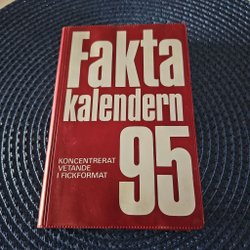 Fakta
kalendern
KONCENTRERAT
VETANDE
I FICKFORMAT
95